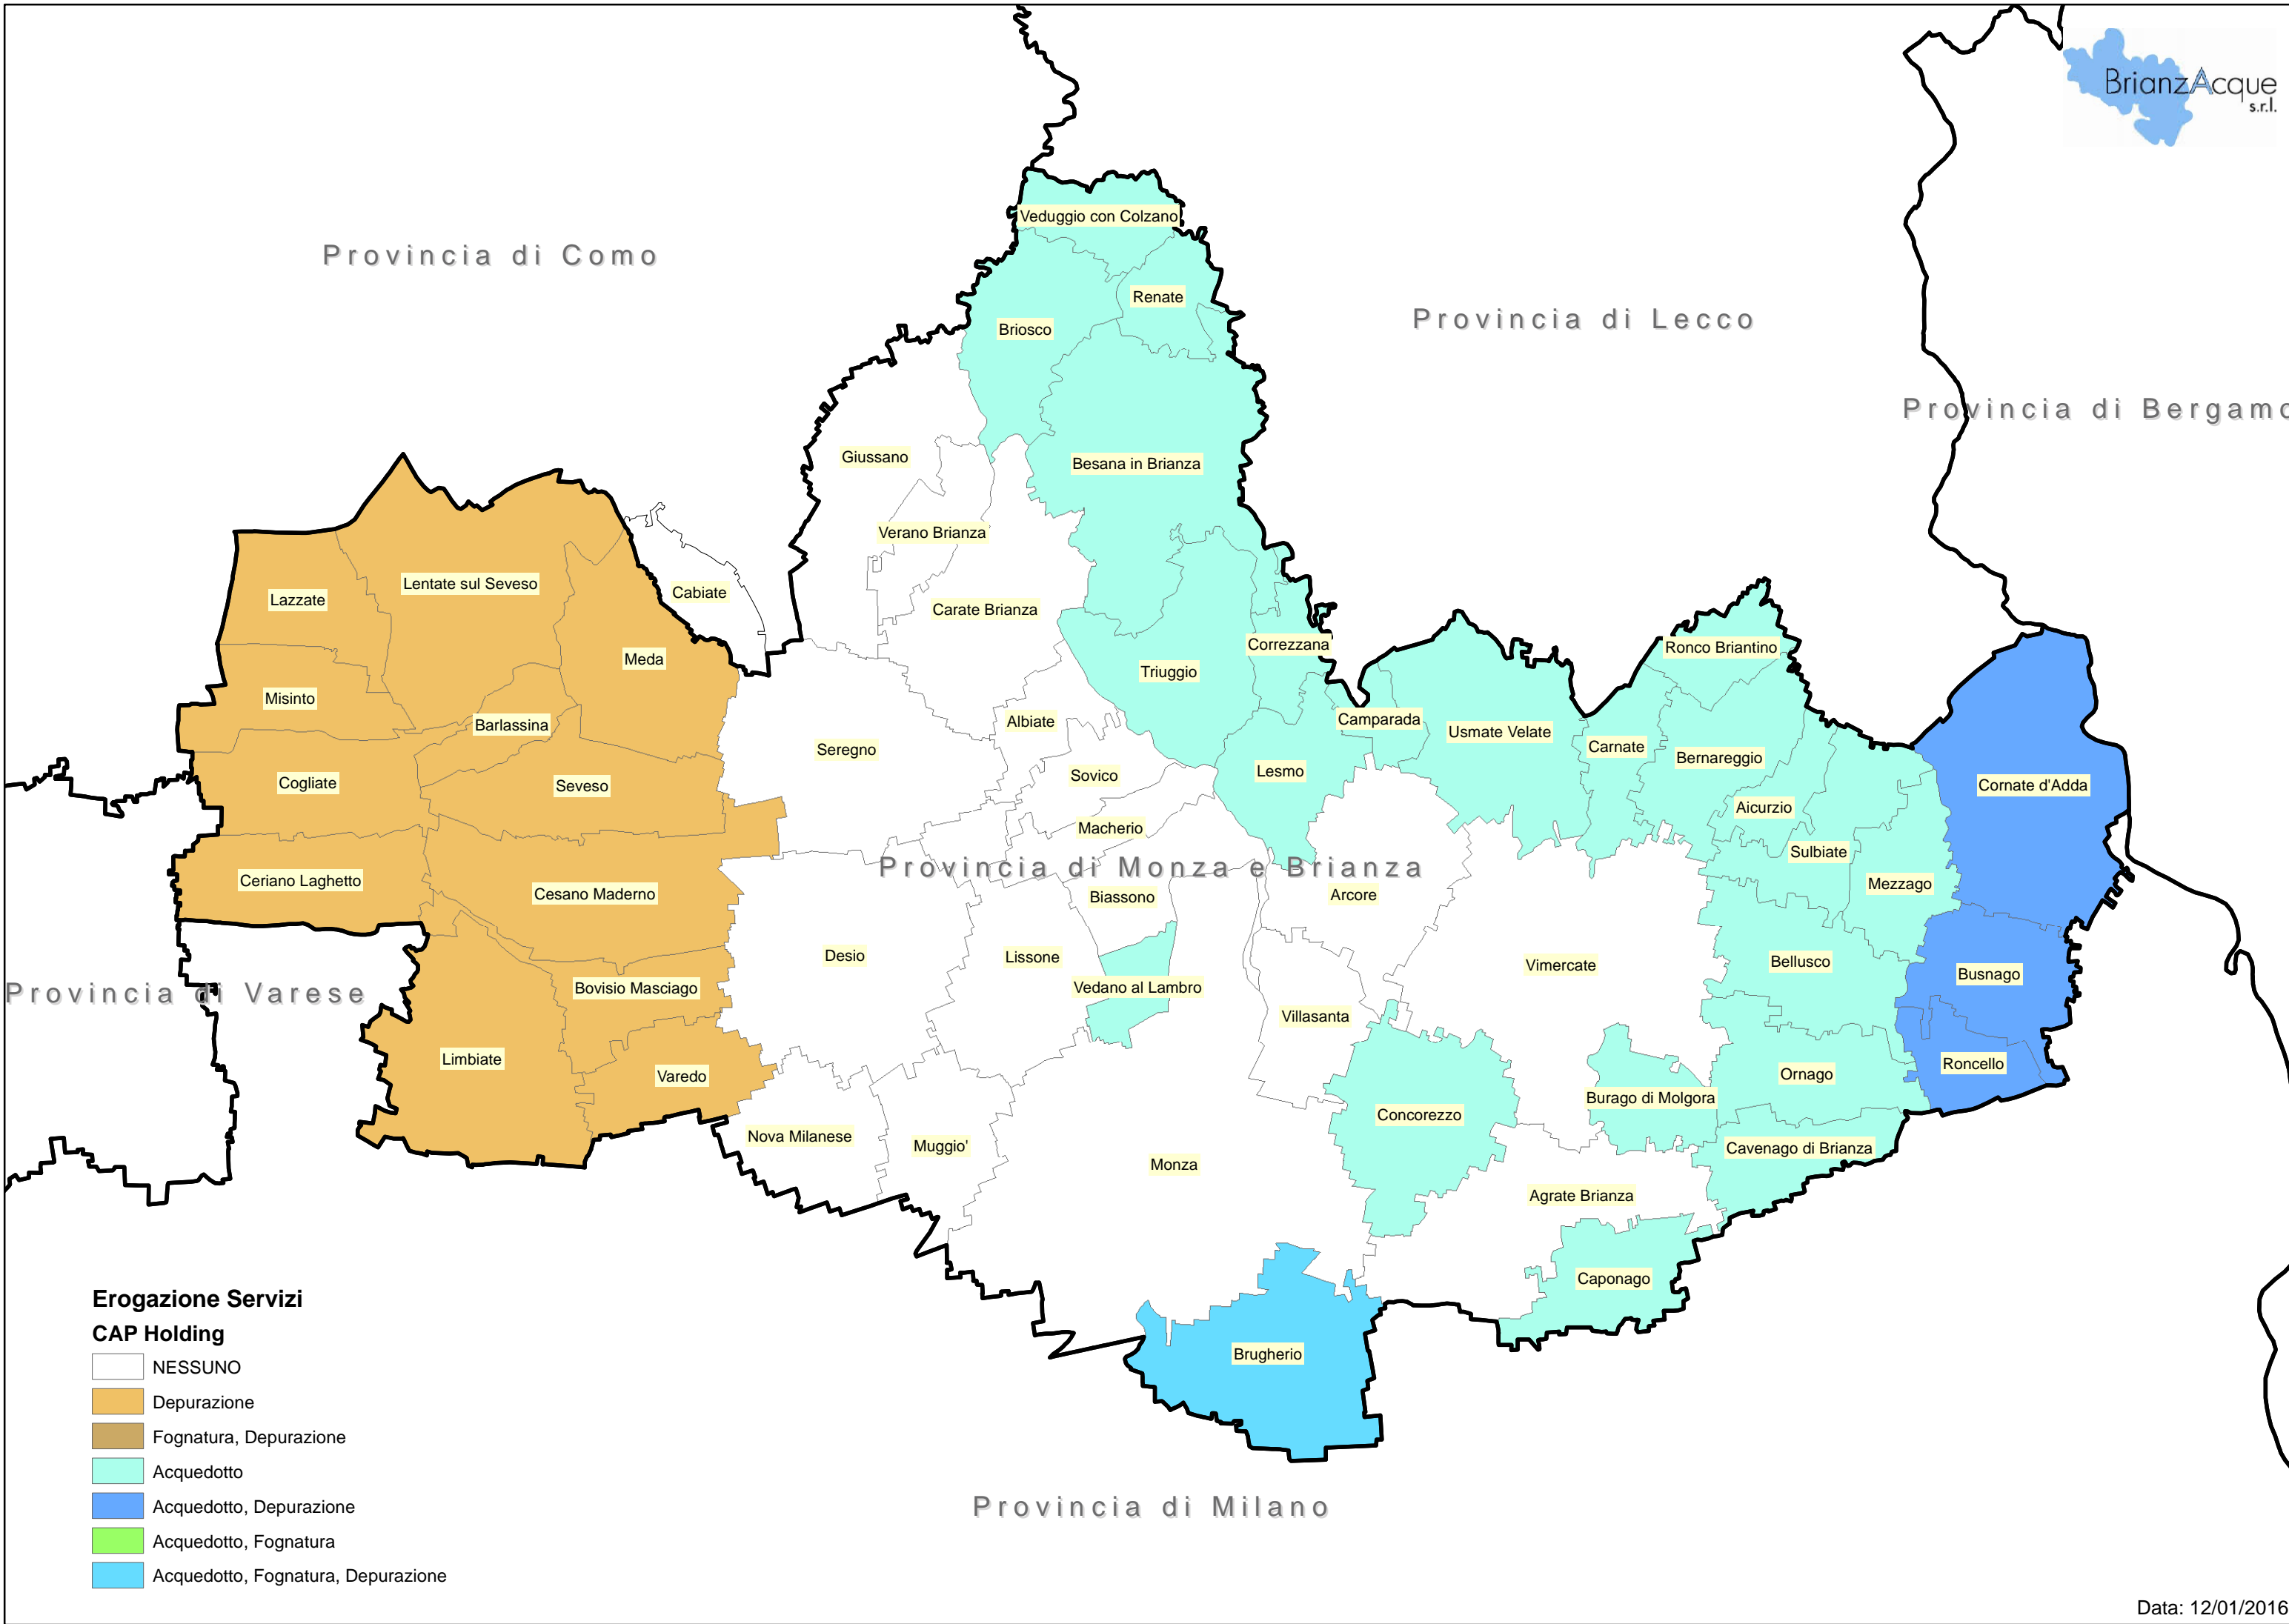 BrianzAcque
s.r.l.
Veduggio con Colzano
Provincia di Como
Renate
Provincia di Lecco
Briosco
Provincia di Bergamo
Giussano
Besana in Brianza
Verano Brianza
Lentate sul Seveso
Cabiate
Lazzate
Carate Brianza
Correzzana
Ronco Briantino
Meda
Triuggio
Misinto
Camparada
Albiate
Barlassina
Usmate Velate
Carnate
Seregno
Bernareggio
Lesmo
Sovico
Cogliate
Seveso
Cornate d'Adda
Aicurzio
Macherio
Sulbiate
Provincia di Monza e Brianza
Ceriano Laghetto
Mezzago
Cesano Maderno
Arcore
Biassono
Desio
Lissone
Bellusco
Vimercate
Busnago
Bovisio Masciago
Vedano al Lambro
Provincia di Varese
Villasanta
Limbiate
Roncello
Varedo
Ornago
Burago di Molgora
Concorezzo
Nova Milanese
Muggio'
Cavenago di Brianza
Monza
Agrate Brianza
Caponago
Brugherio
Provincia di Milano
Erogazione Servizi
CAP Holding
NESSUNO
Depurazione
Fognatura, Depurazione
Acquedotto
Acquedotto, Depurazione
Acquedotto, Fognatura
Acquedotto, Fognatura, Depurazione
Data: 12/01/2016